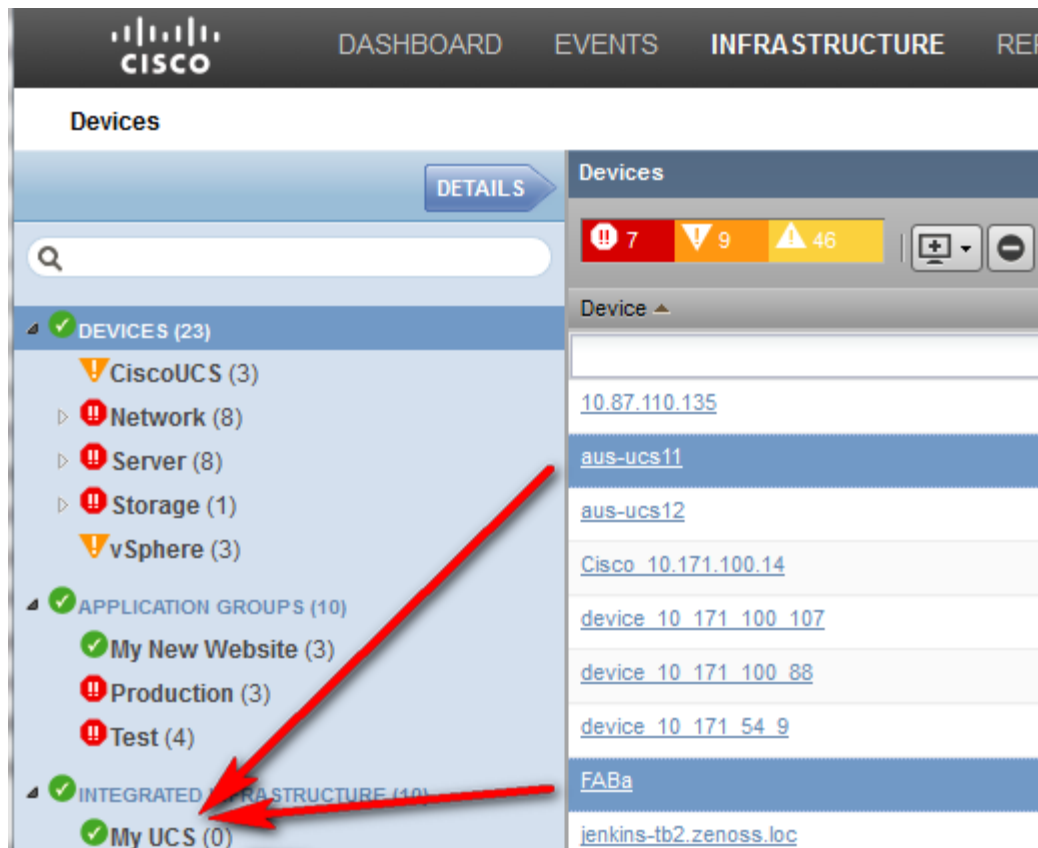 CISCO
DASHBOARD EVENTS INFRASTRUCTURE
Devices
DETAILS
DEVICES (23)
CiscoUCS (3)
Network (8)
Server (8)
Storage (1)
vSphere (3)
APPLICATION GROUPS (10)
My New Website (3)
Production (3)
Test (4)
INTEGRATED INFRASTRUCTURE (10)
My UCS (0)
Devices
7 9 46
Device
10.87.110.135
aus-ucs11
aus-ucs12
Cisco_10.171.100.14
device_10_171_100_107
device_10_171_100_88
device_10_171_54_9
FABa
jenkins-tb2.zenoss.loc